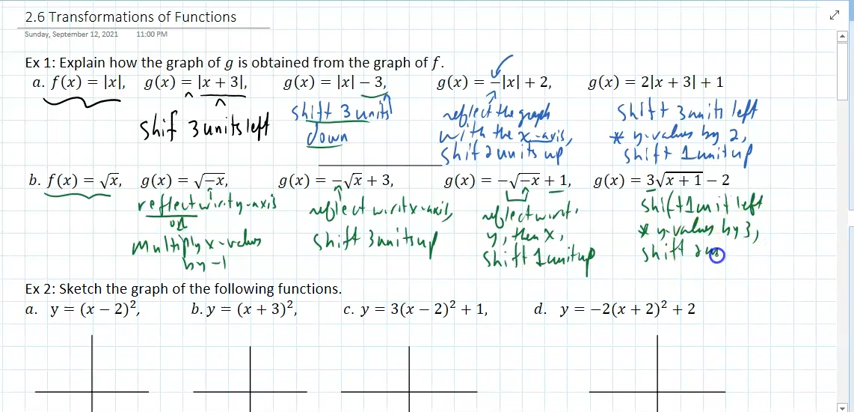 2.6 Transformations of Functions
Sunday, September 12, 2021 11:00 PM
Ex 1: Explain how the graph of g is obtained from the graph of f.
a. f(x) = |x|, g(x) = |x + 3|, g(x) = |x| − 3, g(x) = −|x| + 2, g(x) = 2|x + 3| + 1
shif 3 units left
shift 3 units
down
reflect the graph
with the x-axis,
shift 2 units up
shift 3 units left
* y-values by 2,
shift 1 unit up
b. f(x) = √x, g(x) = √−x, g(x) = −√x + 3, g(x) = −√−x + 1, g(x) = 3√x + 1 − 2
reflect w.r.t y-axis
or
multiply x-values
by -1
reflect w.r.t x-axis,
shift 3 units up
reflect w.r.t.
y, then x,
shift 1 unit up
shift 1 unit left
* y-values by 3,
shift 2 un
Ex 2: Sketch the graph of the following functions.
a. y = (x − 2)², b. y = (x + 3)², c. y = 3(x − 2)² + 1, d. y = −2(x + 2)² + 2